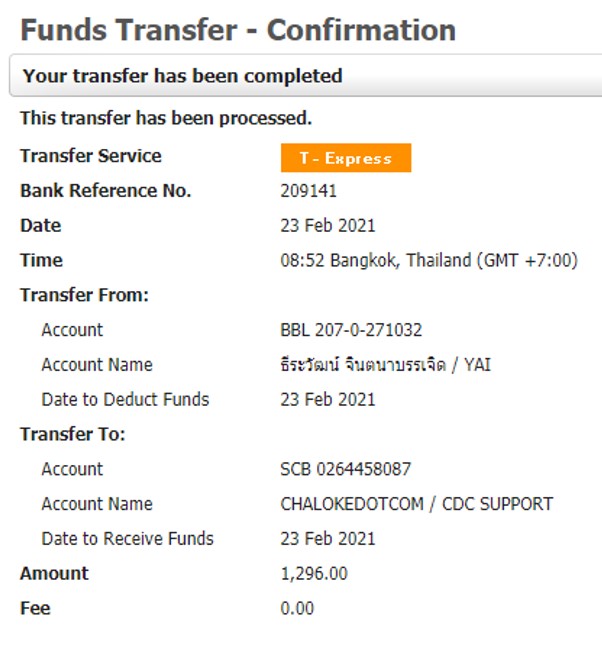 Funds Transfer - Confirmation
Your transfer has been completed
This transfer has been processed.
Transfer Service T - Express
Bank Reference No. 209141
Date 23 Feb 2021
Time 08:52 Bangkok, Thailand (GMT +7:00)
Transfer From:
Account BBL 207-0-271032
Account Name ธีระวัฒน์ จินตนาบรรเจิด / YAI
Date to Deduct Funds 23 Feb 2021
Transfer To:
Account SCB 0264458087
Account Name CHALOKEDOTCOM / CDC SUPPORT
Date to Receive Funds 23 Feb 2021
Amount 1,296.00
Fee 0.00